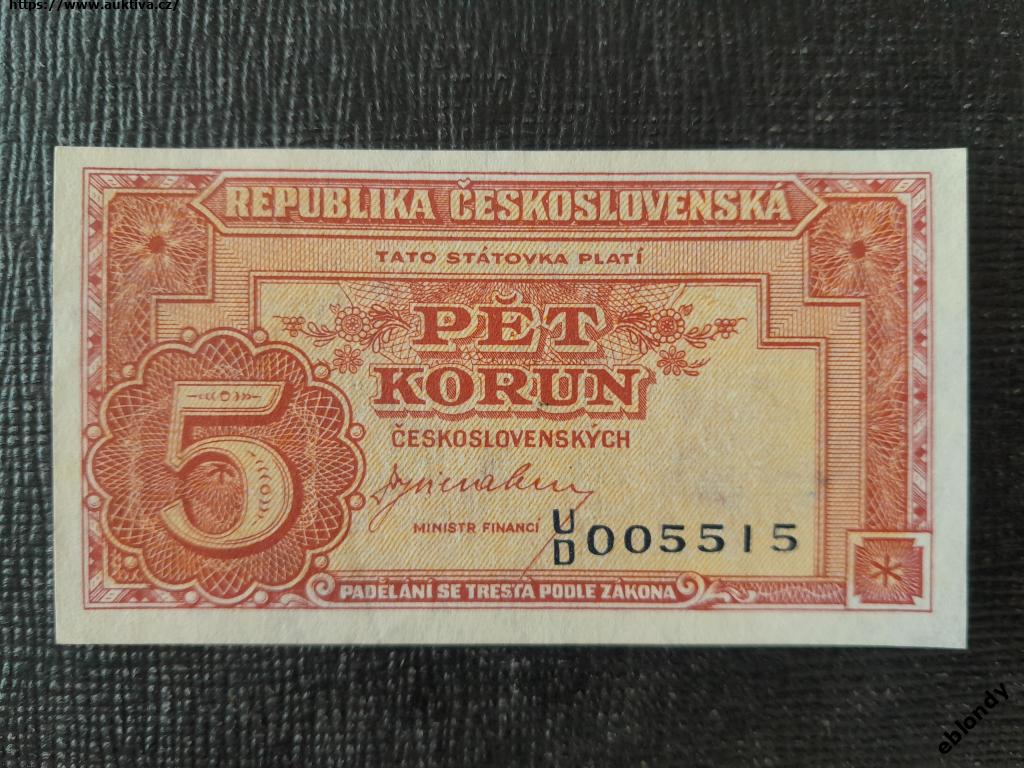 https://www.auktiva.cz/
REPUBLIKA ČESKOSLOVENSKÁ
TATO STÁTOVKA PLATÍ
PĚT
KORUN
ČESKOSLOVENSKÝCH
5
MINISTR FINANCÍ
U/D 005515
PADĚLÁNÍ SE TRESTÁ PODLE ZÁKONA
eblondy